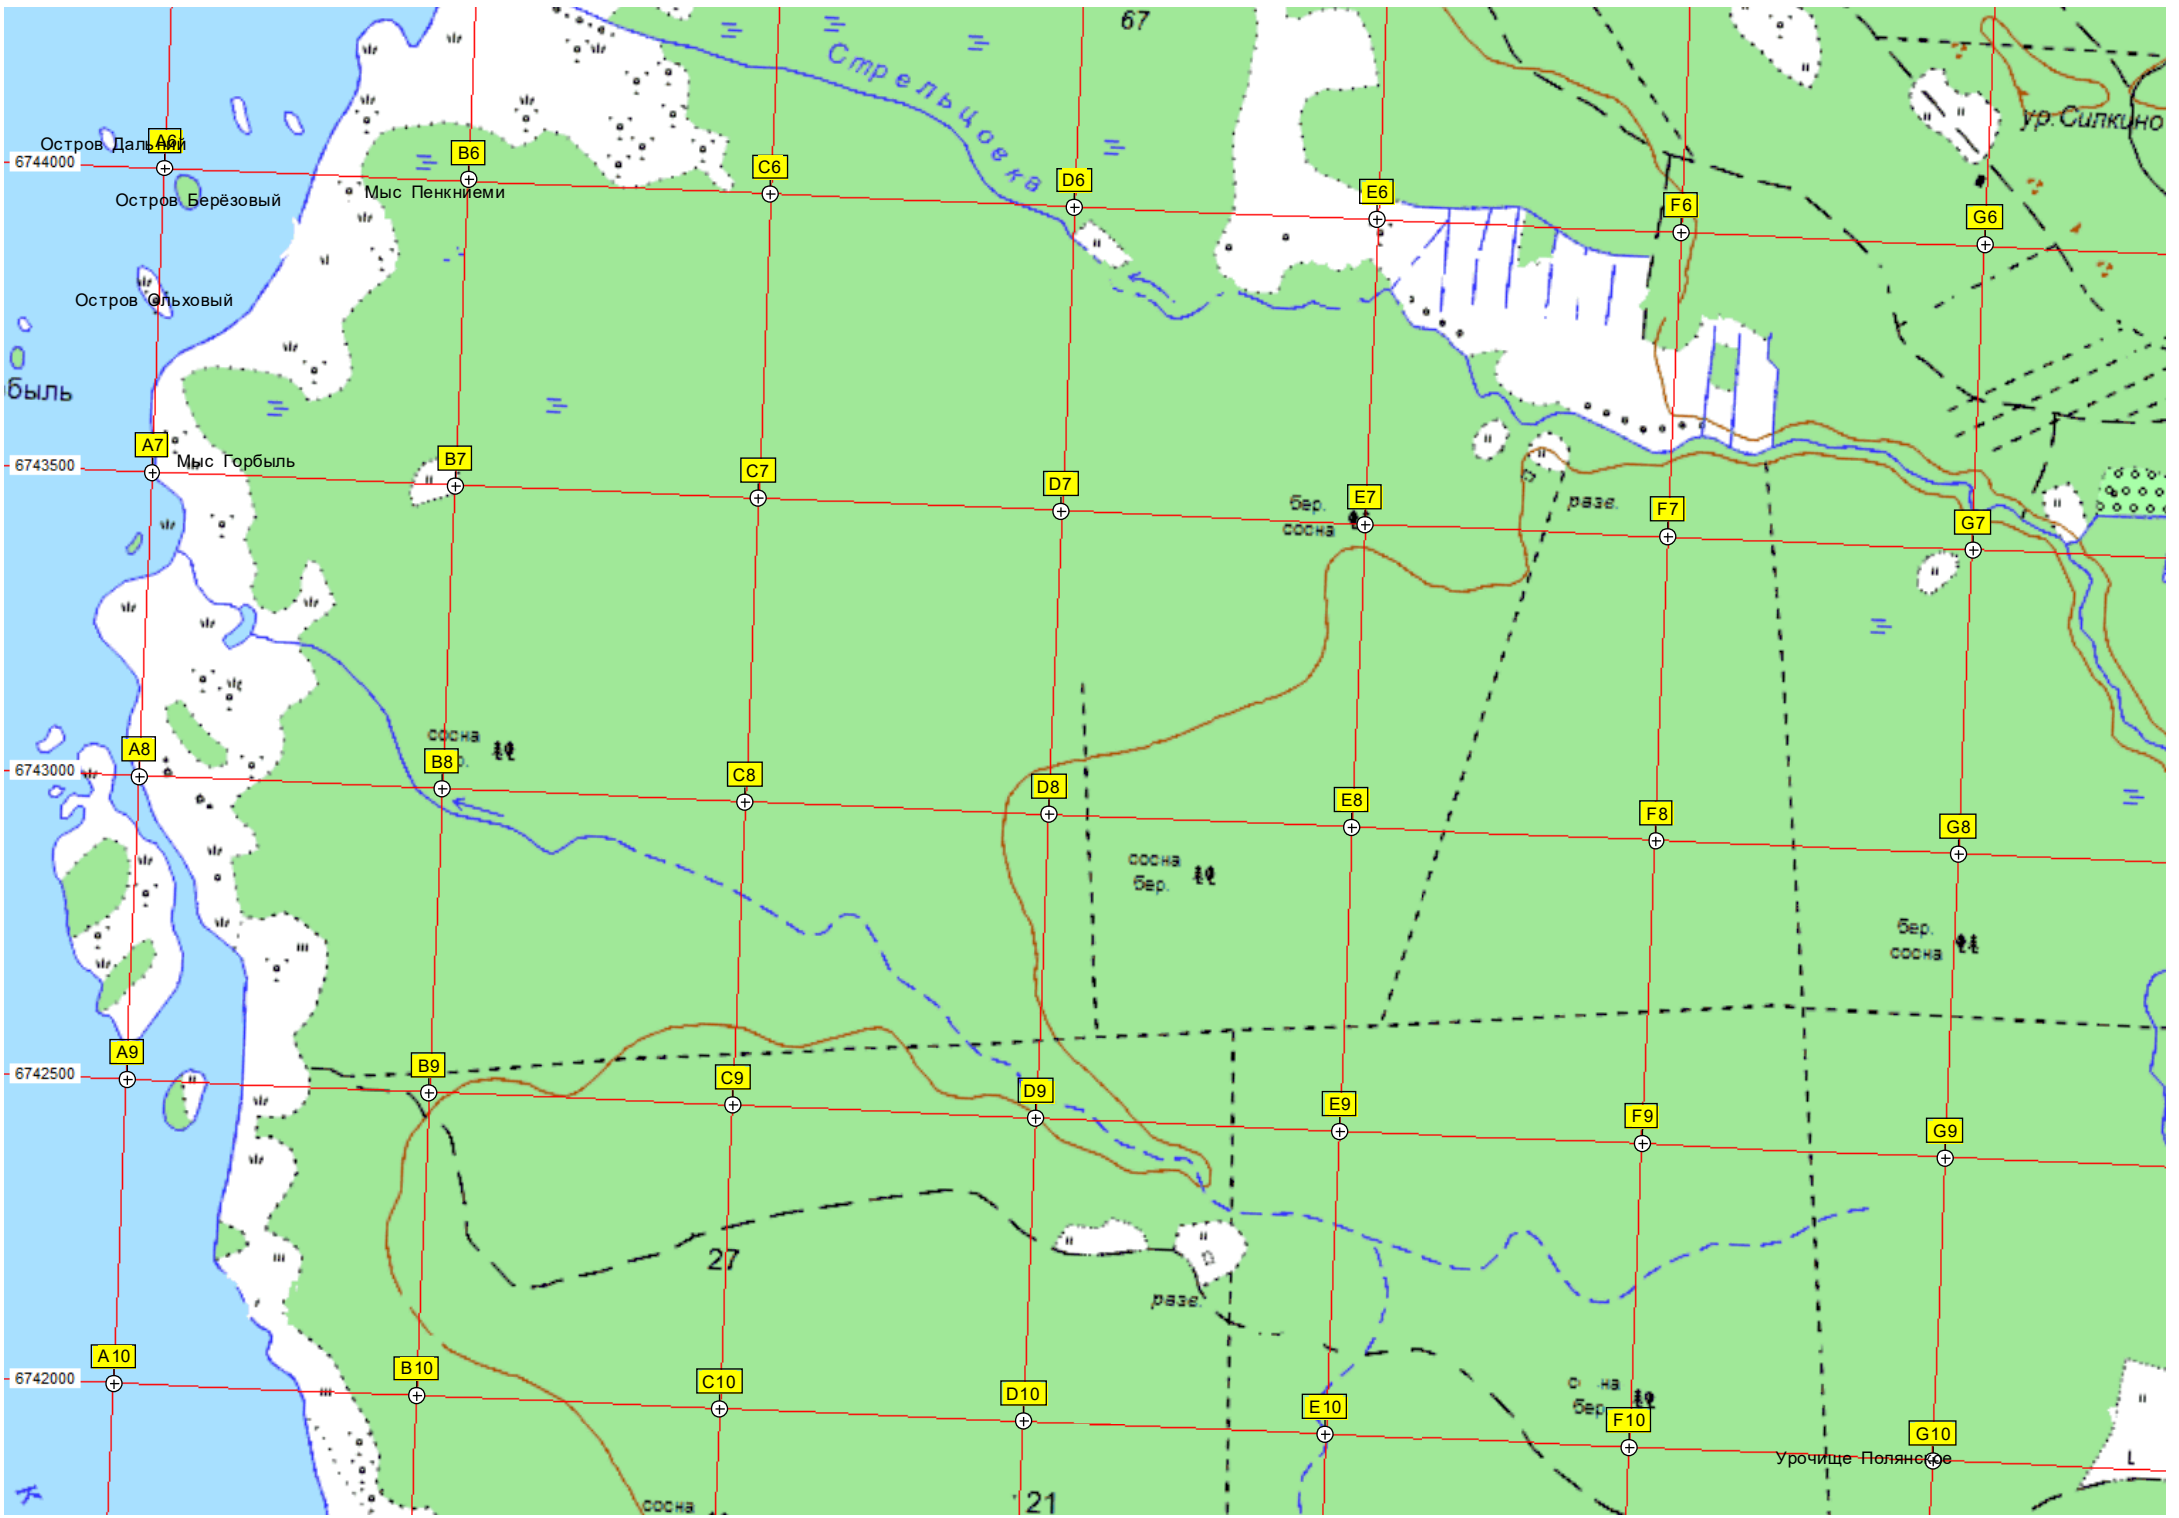 67
Стрельцовка
ур.Силкино
Остров Дальний
A6
6744000
B6
C6
D6
E6
F6
G6
Остров Берёзовый
Мыс Пенкниеми
Остров Ольховый
быль
A7
Мыс Горбыль
6743500
B7
C7
D7
бер.
сосна
E7
разв.
F7
G7
A8
сосна
6743000
B8
C8
D8
E8
F8
G8
сосна
бер.
бер.
сосна
A9
6742500
B9
C9
D9
E9
F9
G9
27
разв.
A10
6742000
B10
C10
D10
E10
бер.
F10
G10
Урочище Полянское
К
сосна
21